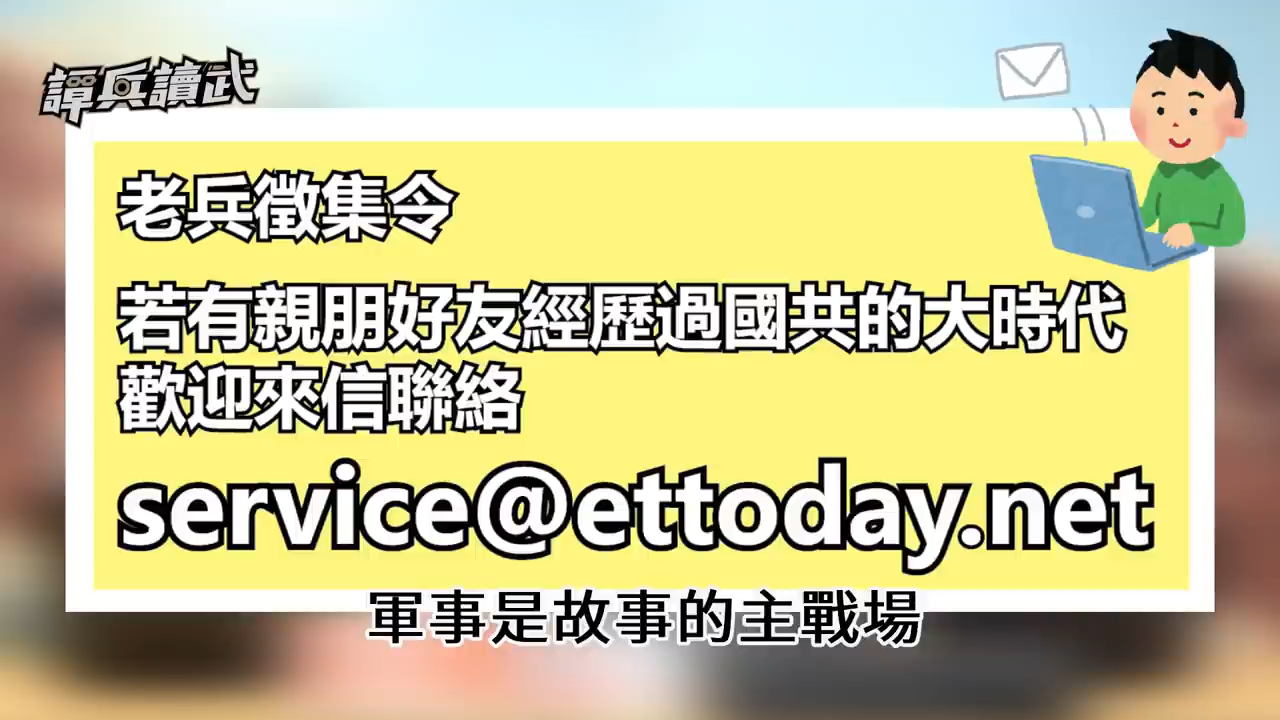 譚兵讀武
老兵徵集令
若有親朋好友經歷過國共的大時代
歡迎來信聯絡
service@ettoday.net
軍事是故事的主戰場